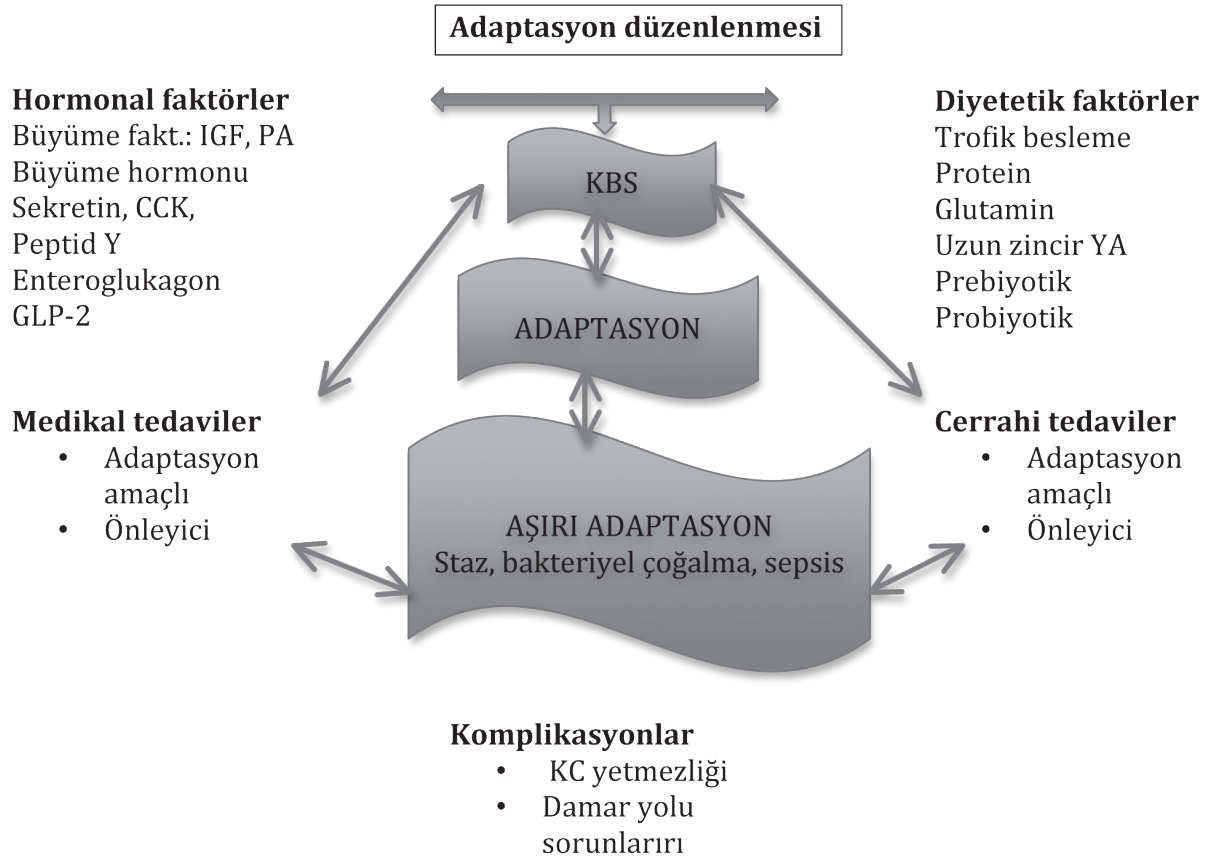 Adaptasyon düzenlenmesi
Hormonal faktörler
Büyüme fakt.: IGF, PA
Büyüme hormonu
Sekretin, CCK,
Peptid Y
Enteroglukagon
GLP-2
Diyetetik faktörler
Trofik besleme
Protein
Glutamin
Uzun zincir YA
Prebiyotik
Probiyotik
KBS
ADAPTASYON
Medikal tedaviler
• Adaptasyon
amaçlı
• Önleyici
Cerrahi tedaviler
• Adaptasyon
amaçlı
• Önleyici
AŞIRI ADAPTASYON
Staz, bakteriyel çoğalma, sepsis
Komplikasyonlar
• KC yetmezliği
• Damar yolu
sorunlarırı